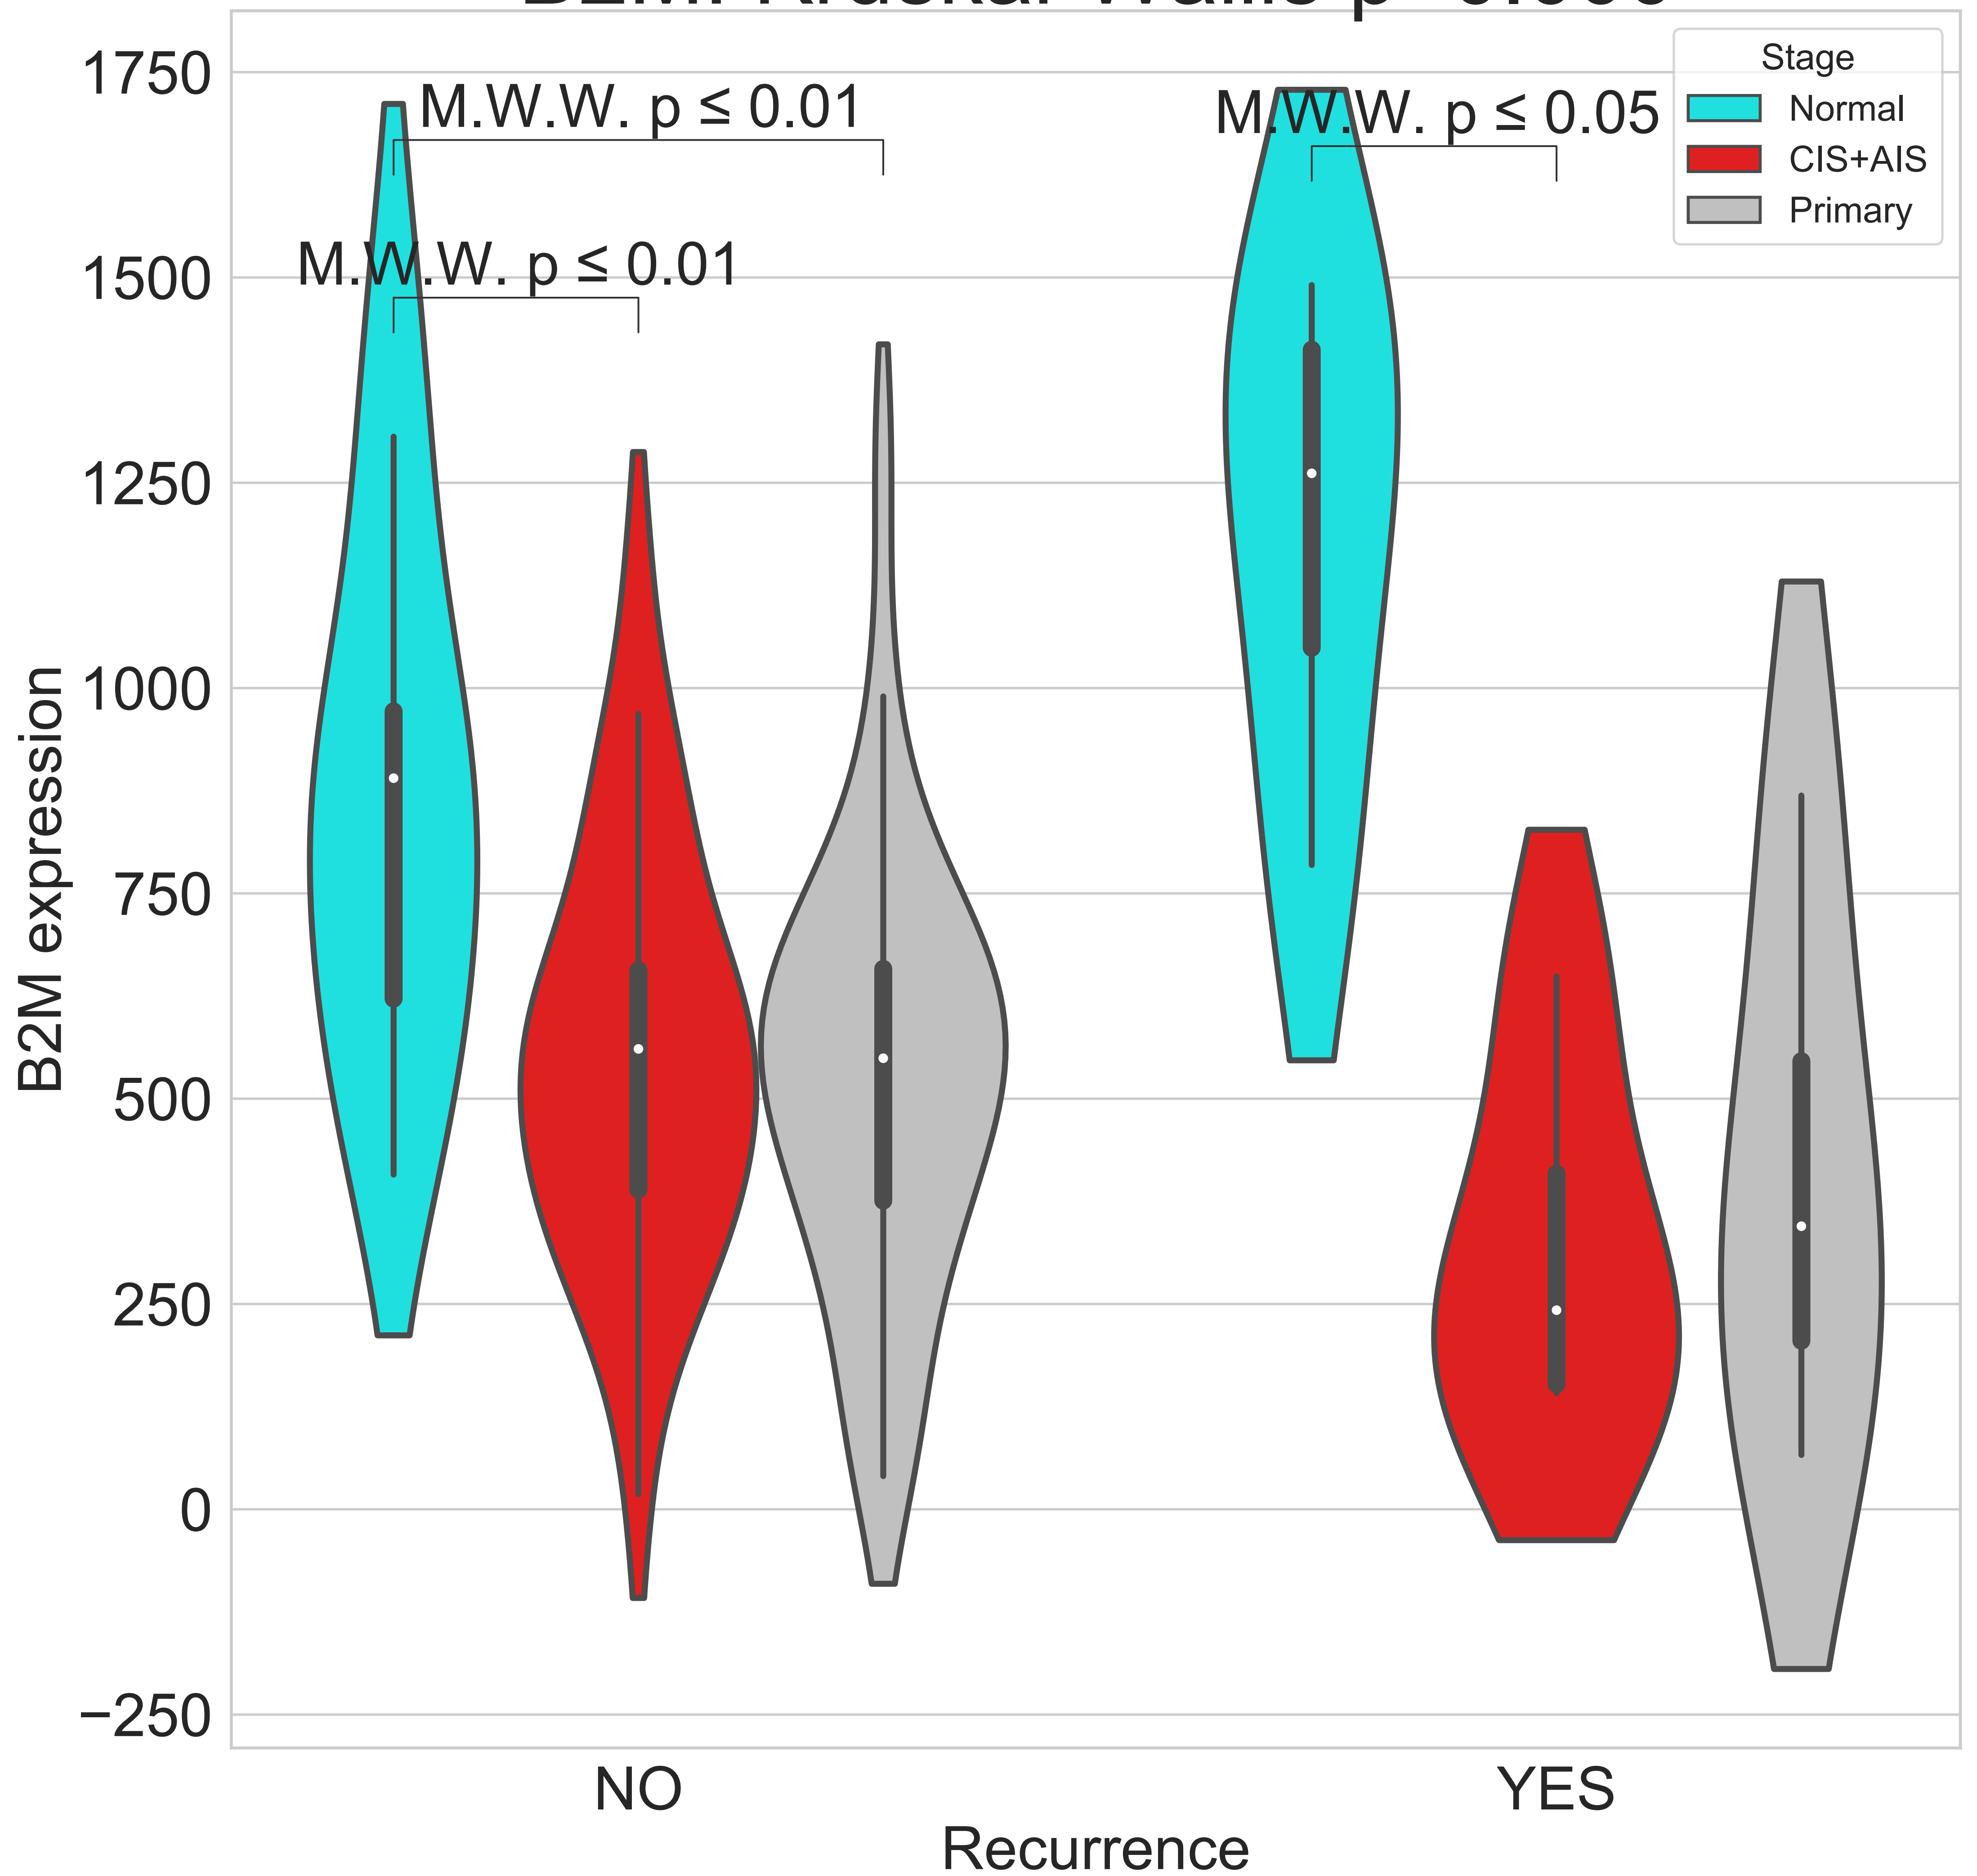 1750
1500
1250
1000
750
500
250
0
−250
B2M expression
M.W.W. p ≤ 0.01
M.W.W. p ≤ 0.01
M.W.W. p ≤ 0.05
Stage
Normal
CIS+AIS
Primary
NO
YES
Recurrence